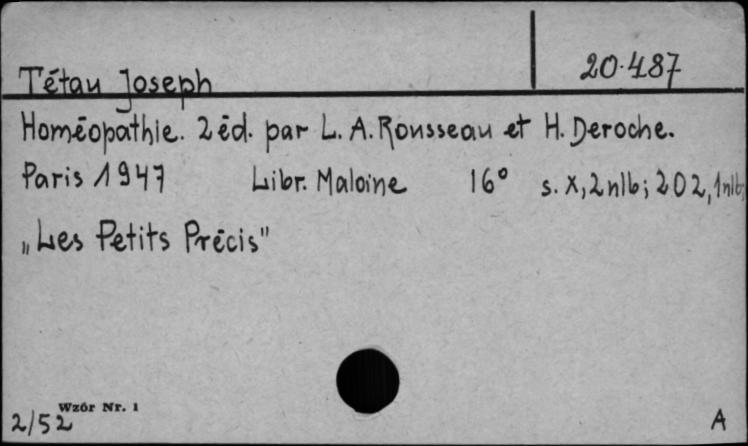 20.487
Tétau Joseph
Homéopathie. 2 éd. par L. A. Rousseau et H. Deroche.
Paris 1947 Libr. Maloine 16° s. X, 2 nlb; 202, 1 nlb;
„Les Petits Précis"
Wzór Nr. 1
2/52 A